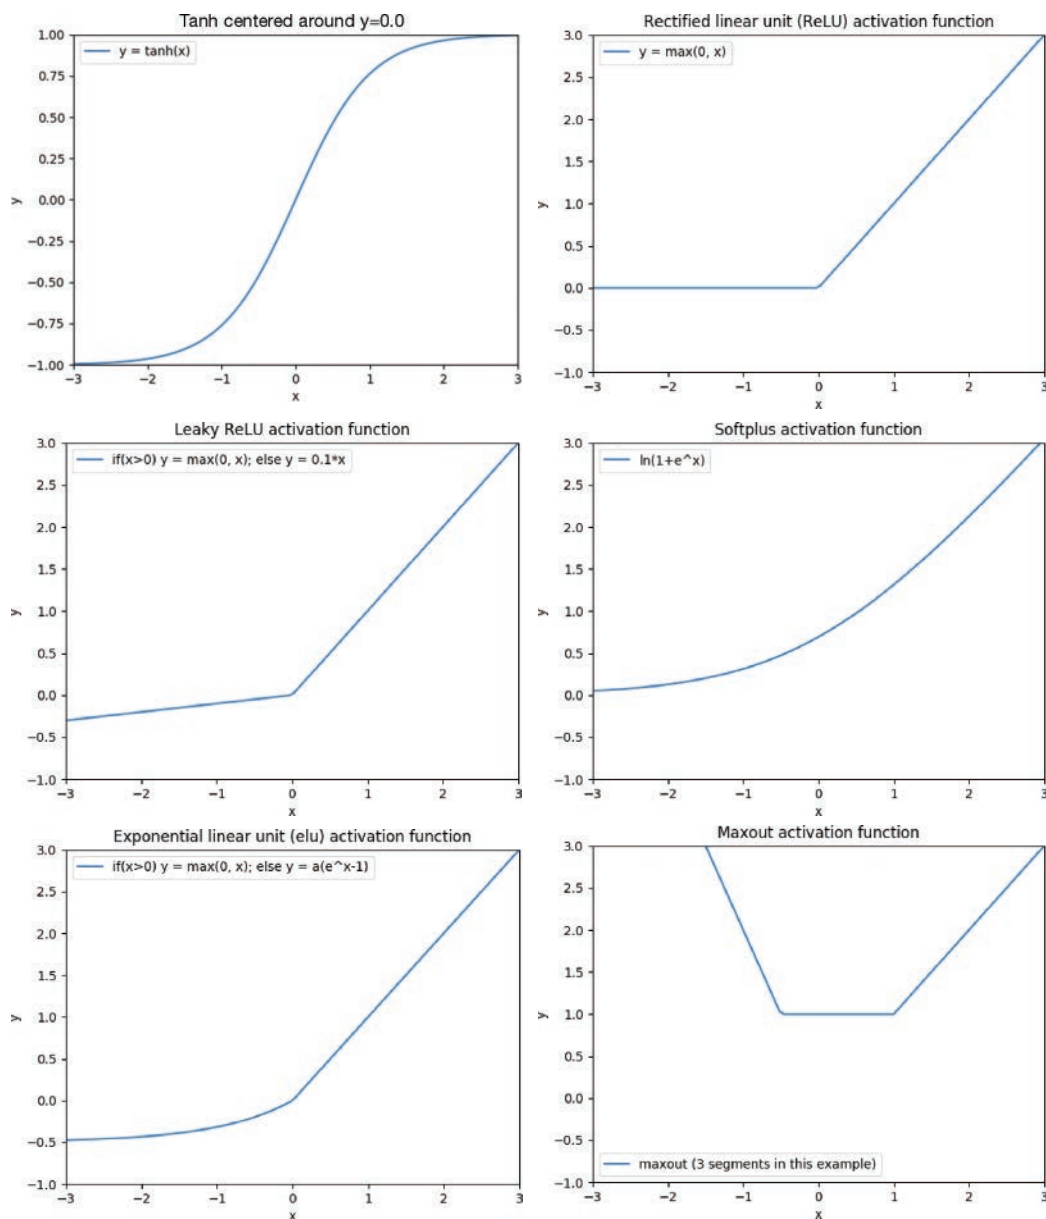 Tanh centered around y=0.0
y = tanh(x)
1.00
0.75
0.50
0.25
0.00
−0.25
−0.50
−0.75
−1.00
y
−3 −2 −1 0 1 2 3
x
Rectified linear unit (ReLU) activation function
y = max(0, x)
3.0
2.5
2.0
1.5
1.0
0.5
0.0
−0.5
−1.0
y
−3 −2 −1 0 1 2 3
x
Leaky ReLU activation function
if(x>0) y = max(0, x); else y = 0.1*x
3.0
2.5
2.0
1.5
1.0
0.5
0.0
−0.5
−1.0
y
−3 −2 −1 0 1 2 3
x
Softplus activation function
ln(1+e^x)
3.0
2.5
2.0
1.5
1.0
0.5
0.0
−0.5
−1.0
y
−3 −2 −1 0 1 2 3
x
Exponential linear unit (elu) activation function
if(x>0) y = max(0, x); else y = a(e^x-1)
3.0
2.5
2.0
1.5
1.0
0.5
0.0
−0.5
−1.0
y
−3 −2 −1 0 1 2 3
x
Maxout activation function
3.0
2.5
2.0
1.5
1.0
0.5
0.0
−0.5
−1.0
y
maxout (3 segments in this example)
−3 −2 −1 0 1 2 3
x